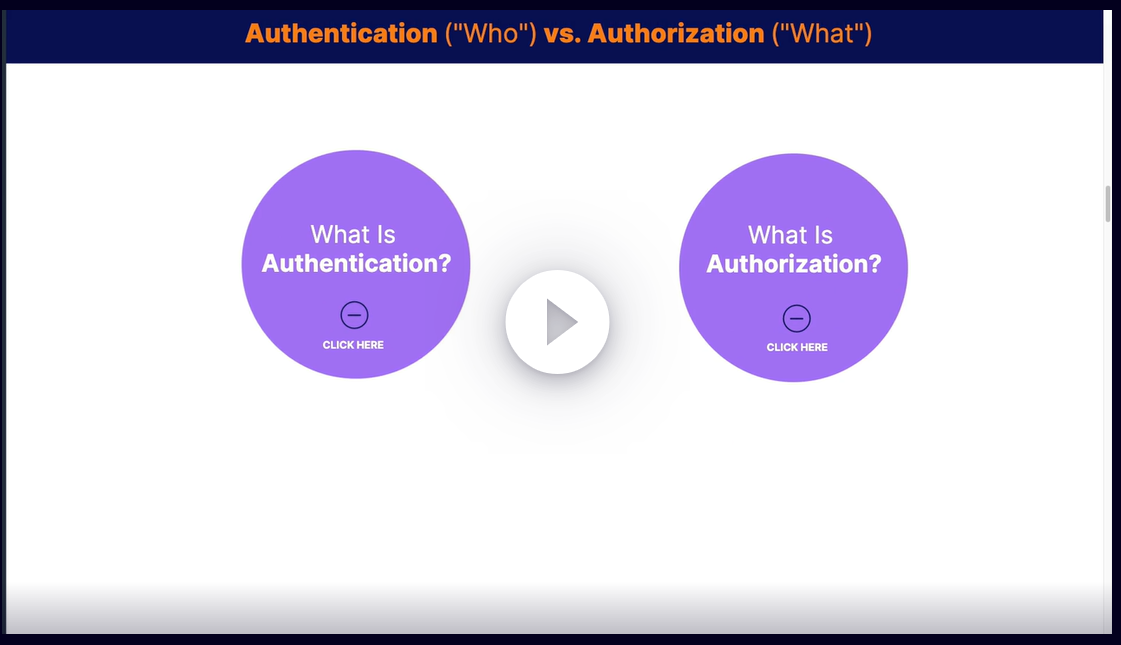 Authentication ("Who") vs. Authorization ("What")
What Is
Authentication?
CLICK HERE
What Is
Authorization?
CLICK HERE